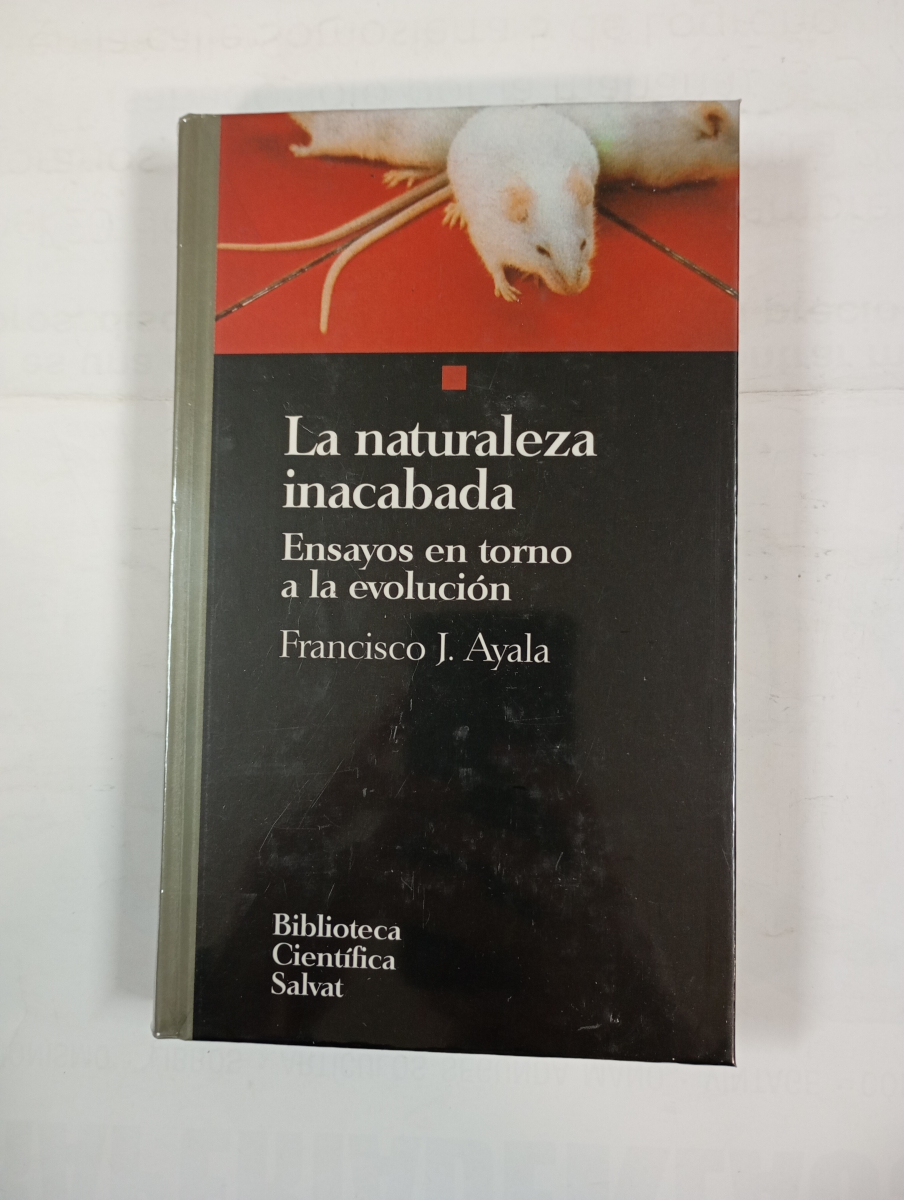 La naturaleza
inacabada
Ensayos en torno
a la evolución
Francisco J. Ayala
Biblioteca
Científica
Salvat